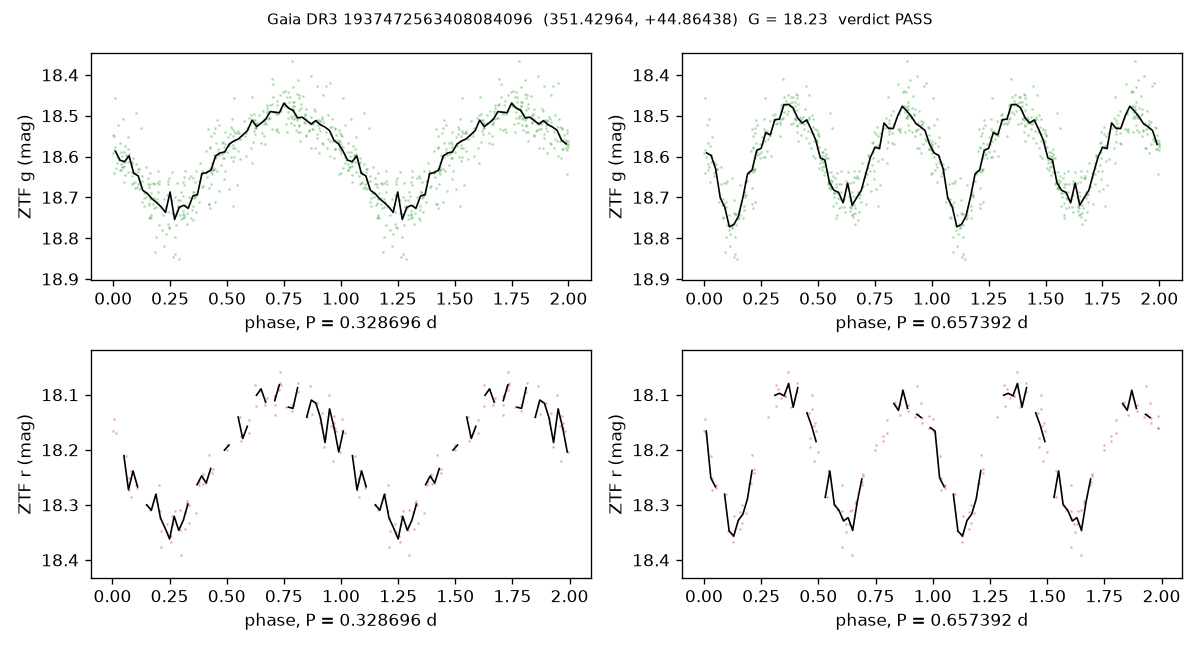 Gaia DR3 1937472563408084096  (351.42964, +44.86438)  G = 18.23  verdict PASS
ZTF g (mag)
18.4
18.5
18.6
18.7
18.8
18.9
0.00 0.25 0.50 0.75 1.00 1.25 1.50 1.75 2.00
phase, P = 0.328696 d
ZTF g (mag)
18.4
18.5
18.6
18.7
18.8
18.9
0.00 0.25 0.50 0.75 1.00 1.25 1.50 1.75 2.00
phase, P = 0.657392 d
ZTF r (mag)
18.1
18.2
18.3
18.4
0.00 0.25 0.50 0.75 1.00 1.25 1.50 1.75 2.00
phase, P = 0.328696 d
ZTF r (mag)
18.1
18.2
18.3
18.4
0.00 0.25 0.50 0.75 1.00 1.25 1.50 1.75 2.00
phase, P = 0.657392 d